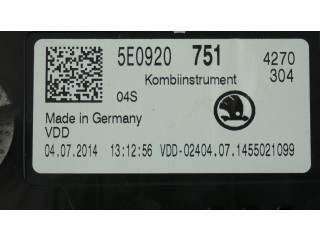 5E0920 751 4270
Kombiinstrument 304
04S
Made in Germany
VDD
04.07.2014 13:12:56 VDD-02404.07.1455021099